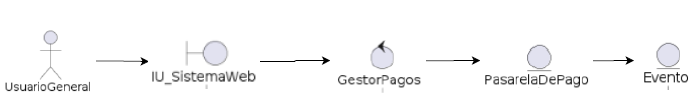 UsuarioGeneral
IU_SistemaWeb
GestorPagos
PasarelaDePago
Evento